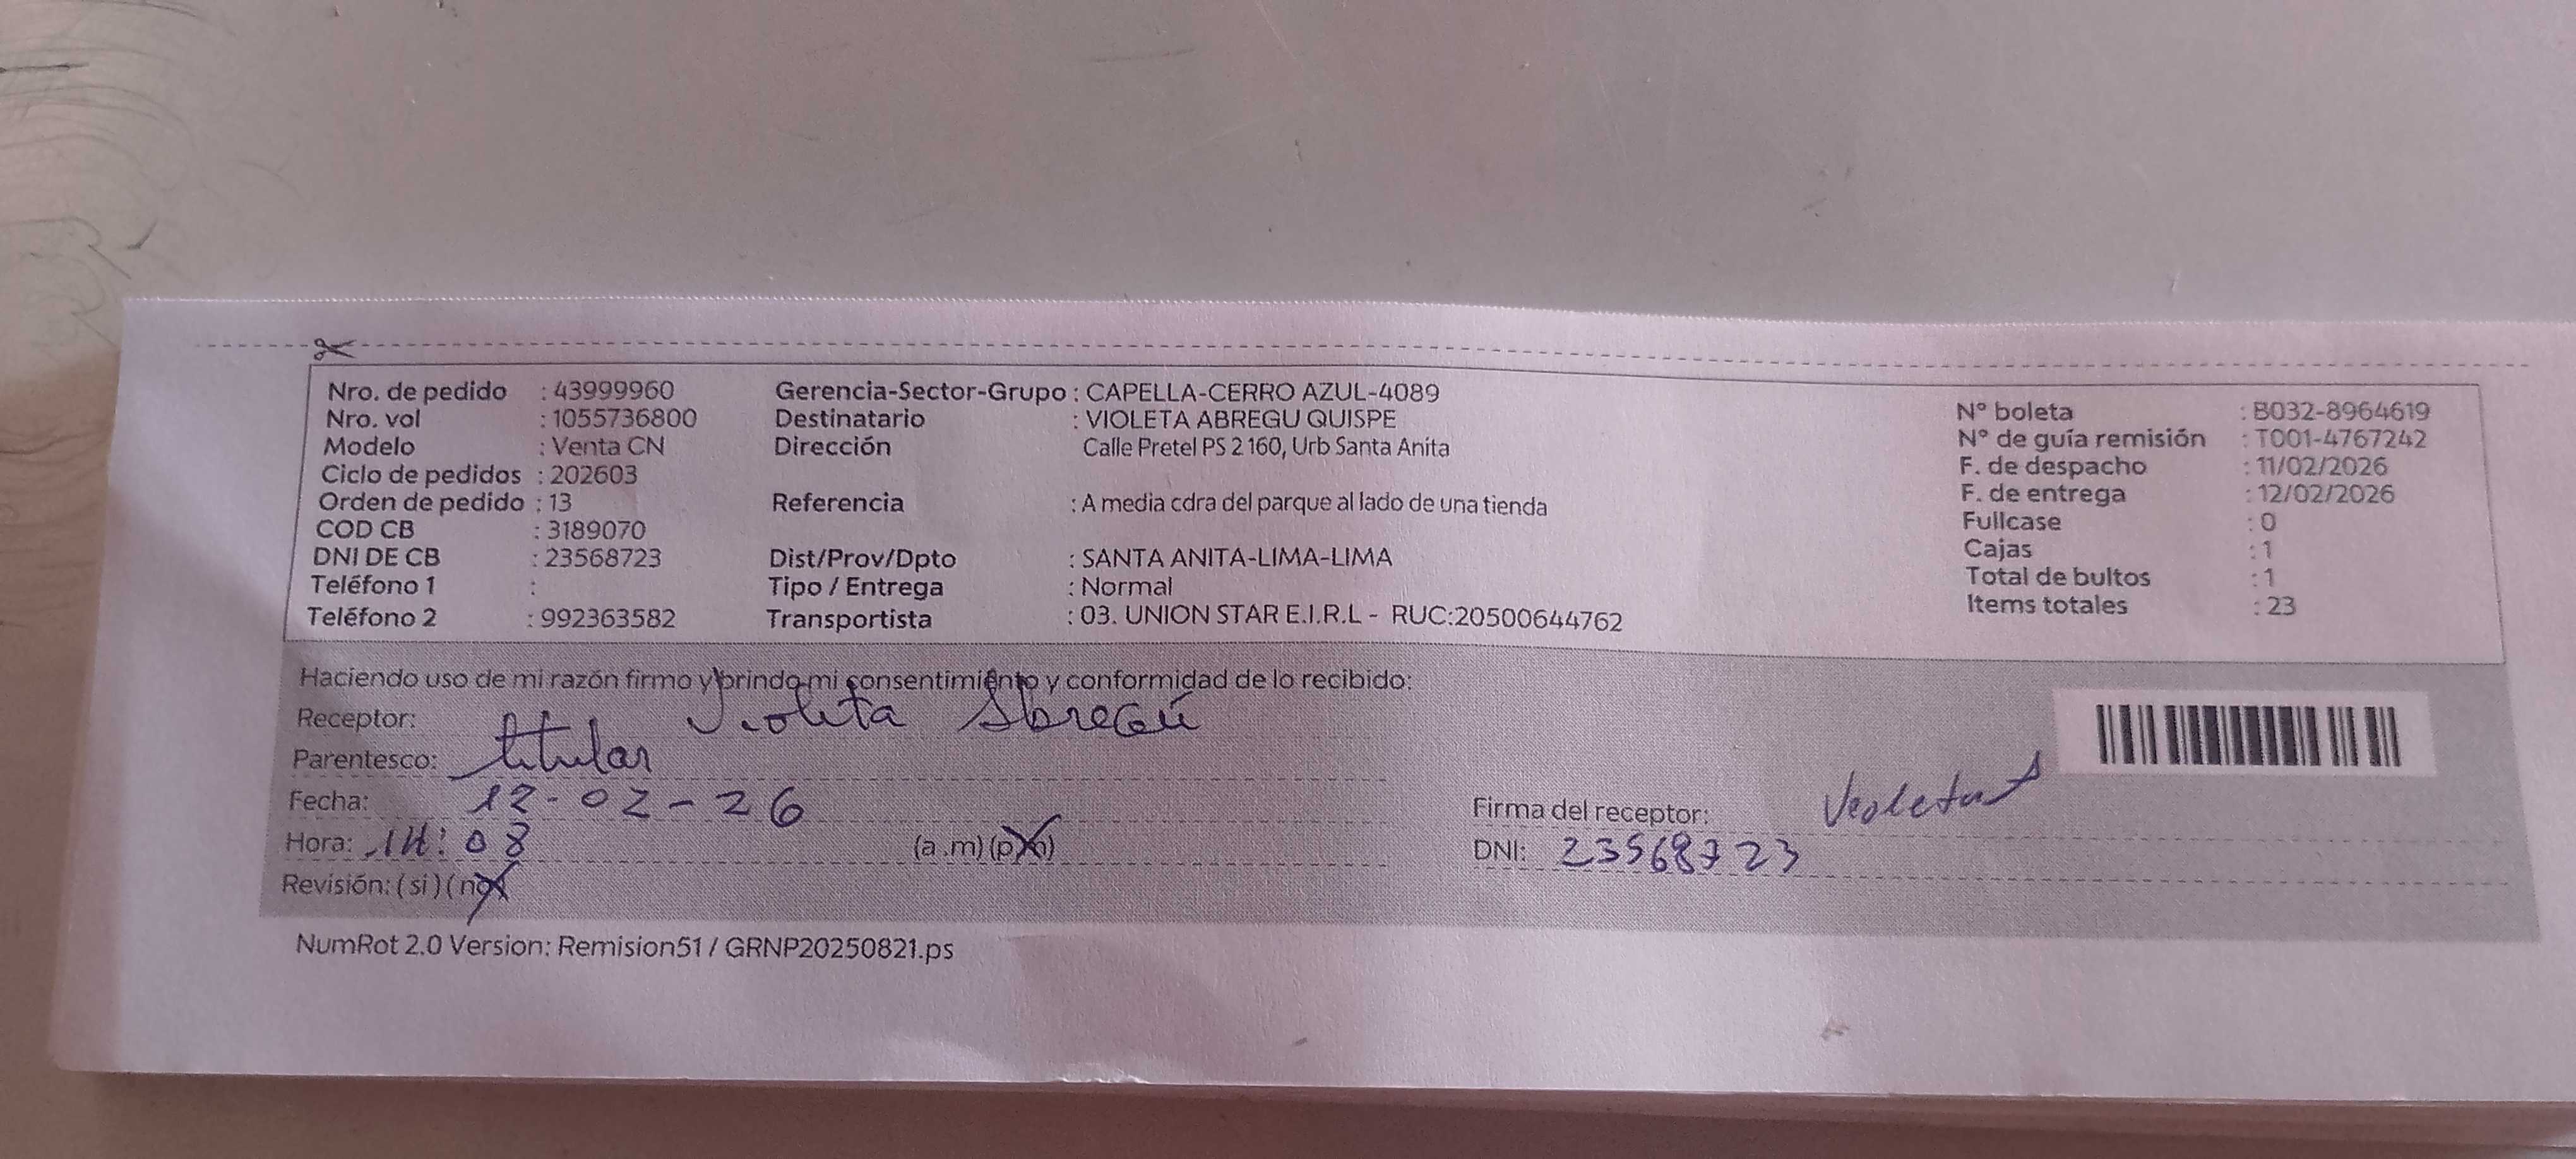 Nro. de pedido : 43999960
Nro. vol : 1055736800
Modelo : Venta CN
Ciclo de pedidos : 202603
Orden de pedido : 13
COD CB : 3189070
DNI DE CB : 23568723
Teléfono 1 :
Teléfono 2 : 992363582
Gerencia-Sector-Grupo : CAPELLA-CERRO AZUL-4089
Destinatario : VIOLETA ABREGU QUISPE
Dirección Calle Pretel PS 2 160, Urb Santa Anita
Referencia : A media cdra del parque al lado de una tienda
Dist/Prov/Dpto : SANTA ANITA-LIMA-LIMA
Tipo / Entrega : Normal
Transportista : 03. UNION STAR E.I.R.L - RUC:20500644762
N° boleta : B032-8964619
N° de guía remisión : T001-4767242
F. de despacho : 11/02/2026
F. de entrega : 12/02/2026
Fullcase : 0
Cajas : 1
Total de bultos : 1
Items totales : 23
Haciendo uso de mi razón firmo y brindo mi consentimiento y conformidad de lo recibido:
Receptor: Violeta Abregú
Parentesco: titular
Fecha: 12-02-26
Hora: 14:08 (a .m) (p.m)
Revisión: ( si ) ( no )
Firma del receptor: Violeta A
DNI: 23568723
NumRot 2.0 Version: Remision51 / GRNP20250821.ps